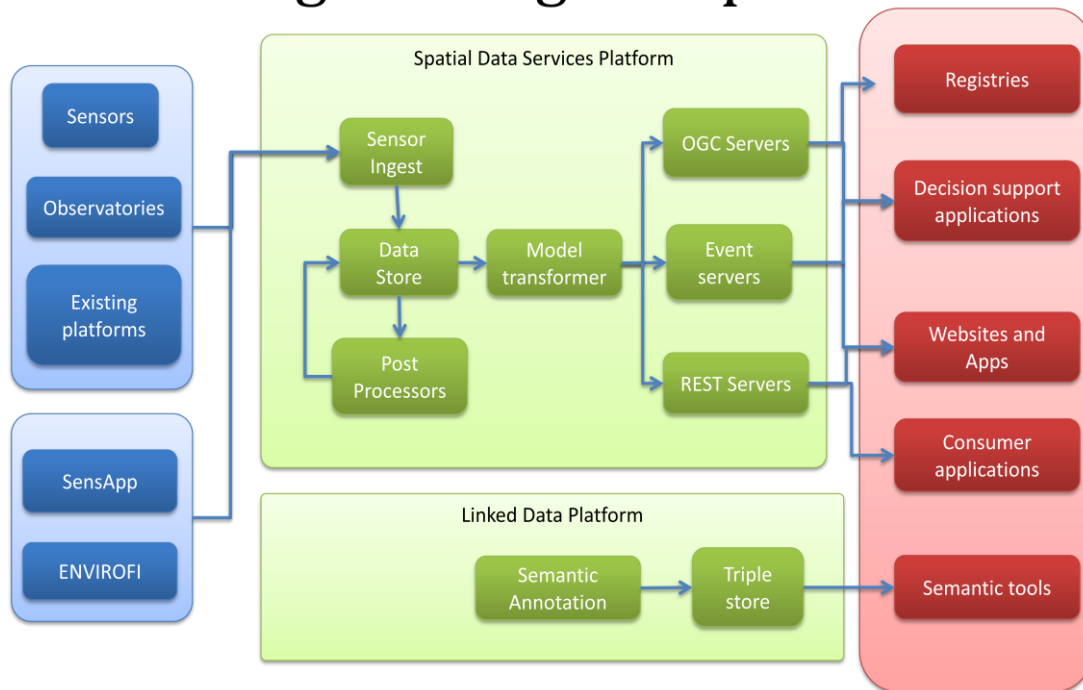 Sensors
Observatories
Existing
platforms
SensApp
ENVIROFI
Spatial Data Services Platform
Sensor
Ingest
Data
Store
Post
Processors
Model
transformer
OGC Servers
Event
servers
REST Servers
Linked Data Platform
Semantic
Annotation
Triple
store
Registries
Decision support
applications
Websites and
Apps
Consumer
applications
Semantic tools